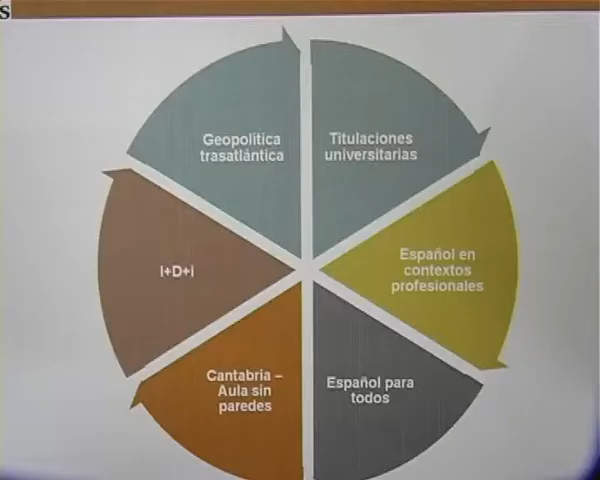 s
Geopolítica
trasatlántica
Titulaciones
universitarias
Español en
contextos
profesionales
Español para
todos
Cantabria –
Aula sin
paredes
I+D+i